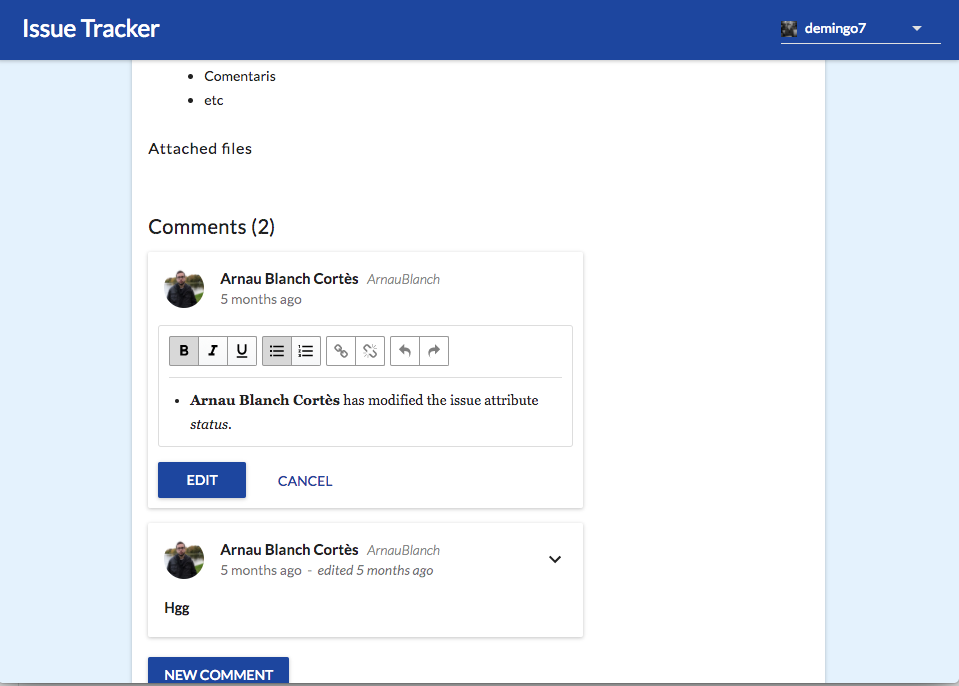 Issue Tracker
demingo7
Comentaris
etc
Attached files
Comments (2)
Arnau Blanch Cortès ArnauBlanch
5 months ago
B I U
Arnau Blanch Cortès has modified the issue attribute
status.
EDIT CANCEL
Arnau Blanch Cortès ArnauBlanch
5 months ago - edited 5 months ago
Hgg
NEW COMMENT